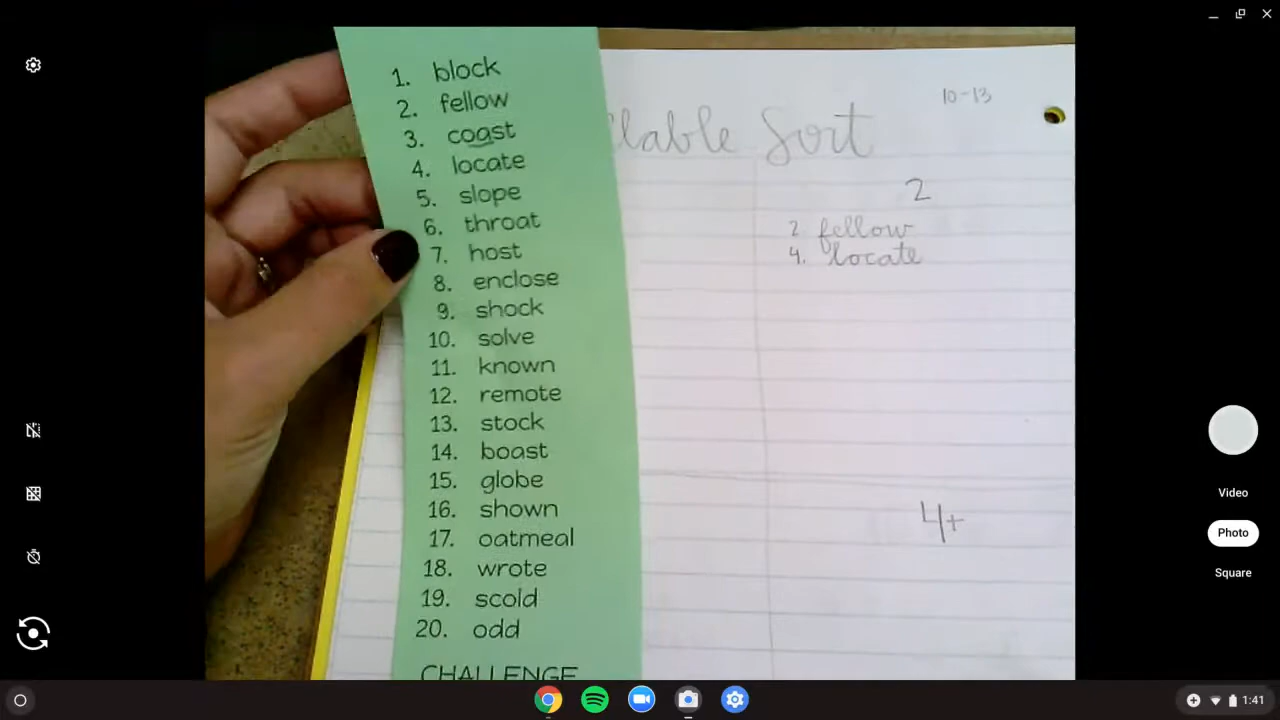 1. block
2. fellow
3. coast
4. locate
5. slope
6. throat
7. host
8. enclose
9. shock
10. solve
11. known
12. remote
13. stock
14. boast
15. globe
16. shown
17. oatmeal
18. wrote
19. scold
20. odd
CHALLENGE
10-13
lable Sort
2
2 fellow
4. locate
4+
Video
Photo
Square
1:41